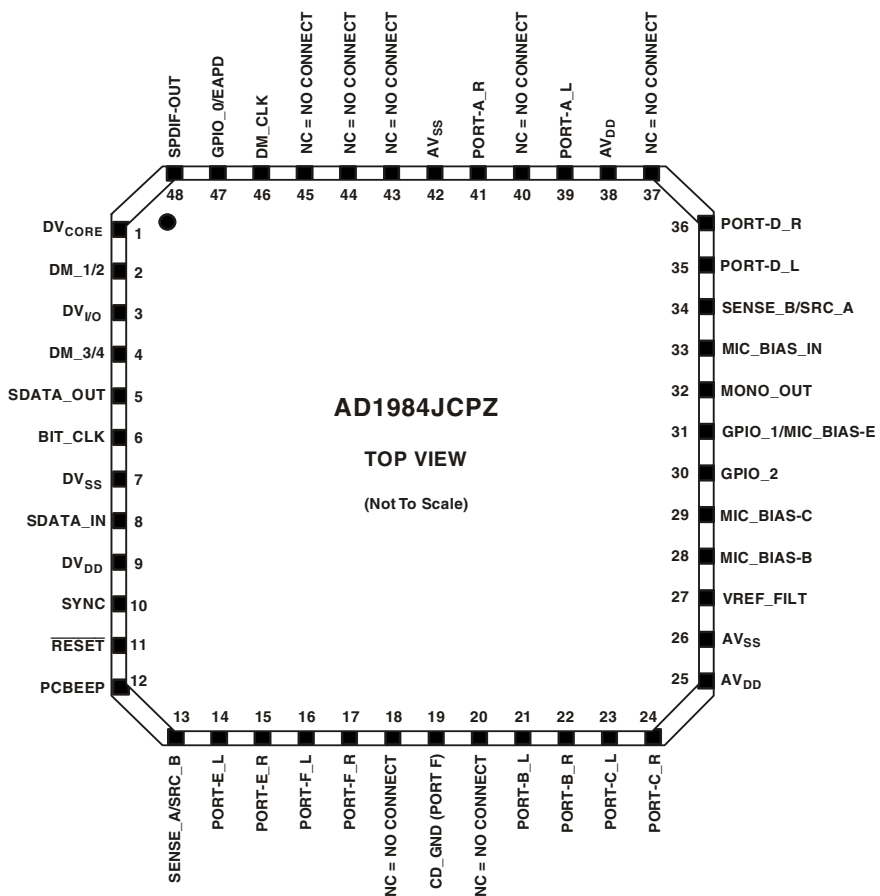 SPDIF-OUT
GPIO_0/EAPD
DM_CLK
NC = NO CONNECT
NC = NO CONNECT
NC = NO CONNECT
AVSS
PORT-A_R
NC = NO CONNECT
PORT-A_L
AVDD
NC = NO CONNECT
48
47
46
45
44
43
42
41
40
39
38
37
DVCORE 1
DM_1/2 2
DVI/O 3
DM_3/4 4
SDATA_OUT 5
BIT_CLK 6
DVSS 7
SDATA_IN 8
DVDD 9
SYNC 10
RESET 11
PCBEEP 12
AD1984JCPZ
TOP VIEW
(Not To Scale)
36 PORT-D_R
35 PORT-D_L
34 SENSE_B/SRC_A
33 MIC_BIAS_IN
32 MONO_OUT
31 GPIO_1/MIC_BIAS-E
30 GPIO_2
29 MIC_BIAS-C
28 MIC_BIAS-B
27 VREF_FILT
26 AVSS
25 AVDD
13
14
15
16
17
18
19
20
21
22
23
24
SENSE_A/SRC_B
PORT-E_L
PORT-E_R
PORT-F_L
PORT-F_R
NC = NO CONNECT
CD_GND (PORT F)
NC = NO CONNECT
PORT-B_L
PORT-B_R
PORT-C_L
PORT-C_R